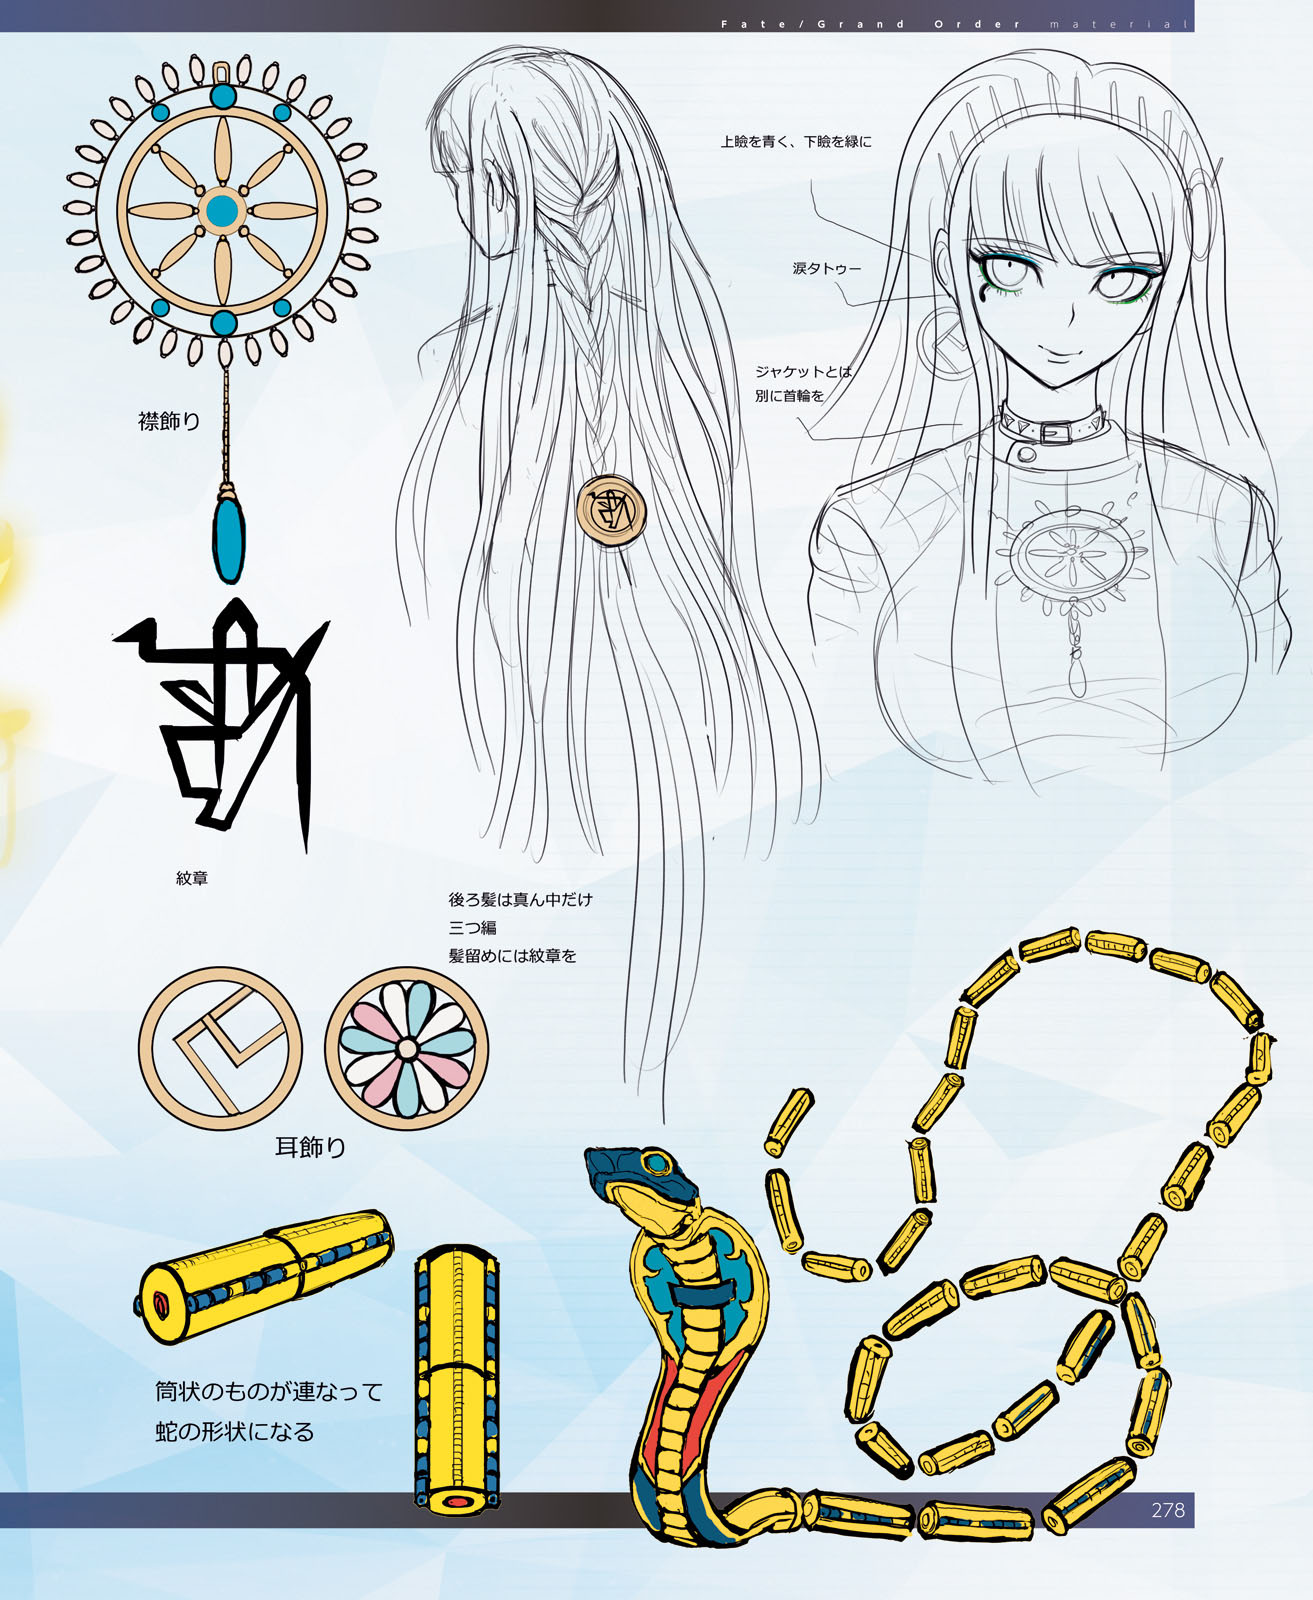 Fate/Grand Order material
上瞼を青く、下瞼を緑に
涙タトゥー
ジャケットとは
別に首輪を
襟飾り
紋章
後ろ髪は真ん中だけ
三つ編
髪留めには紋章を
耳飾り
筒状のものが連なって
蛇の形状になる
278